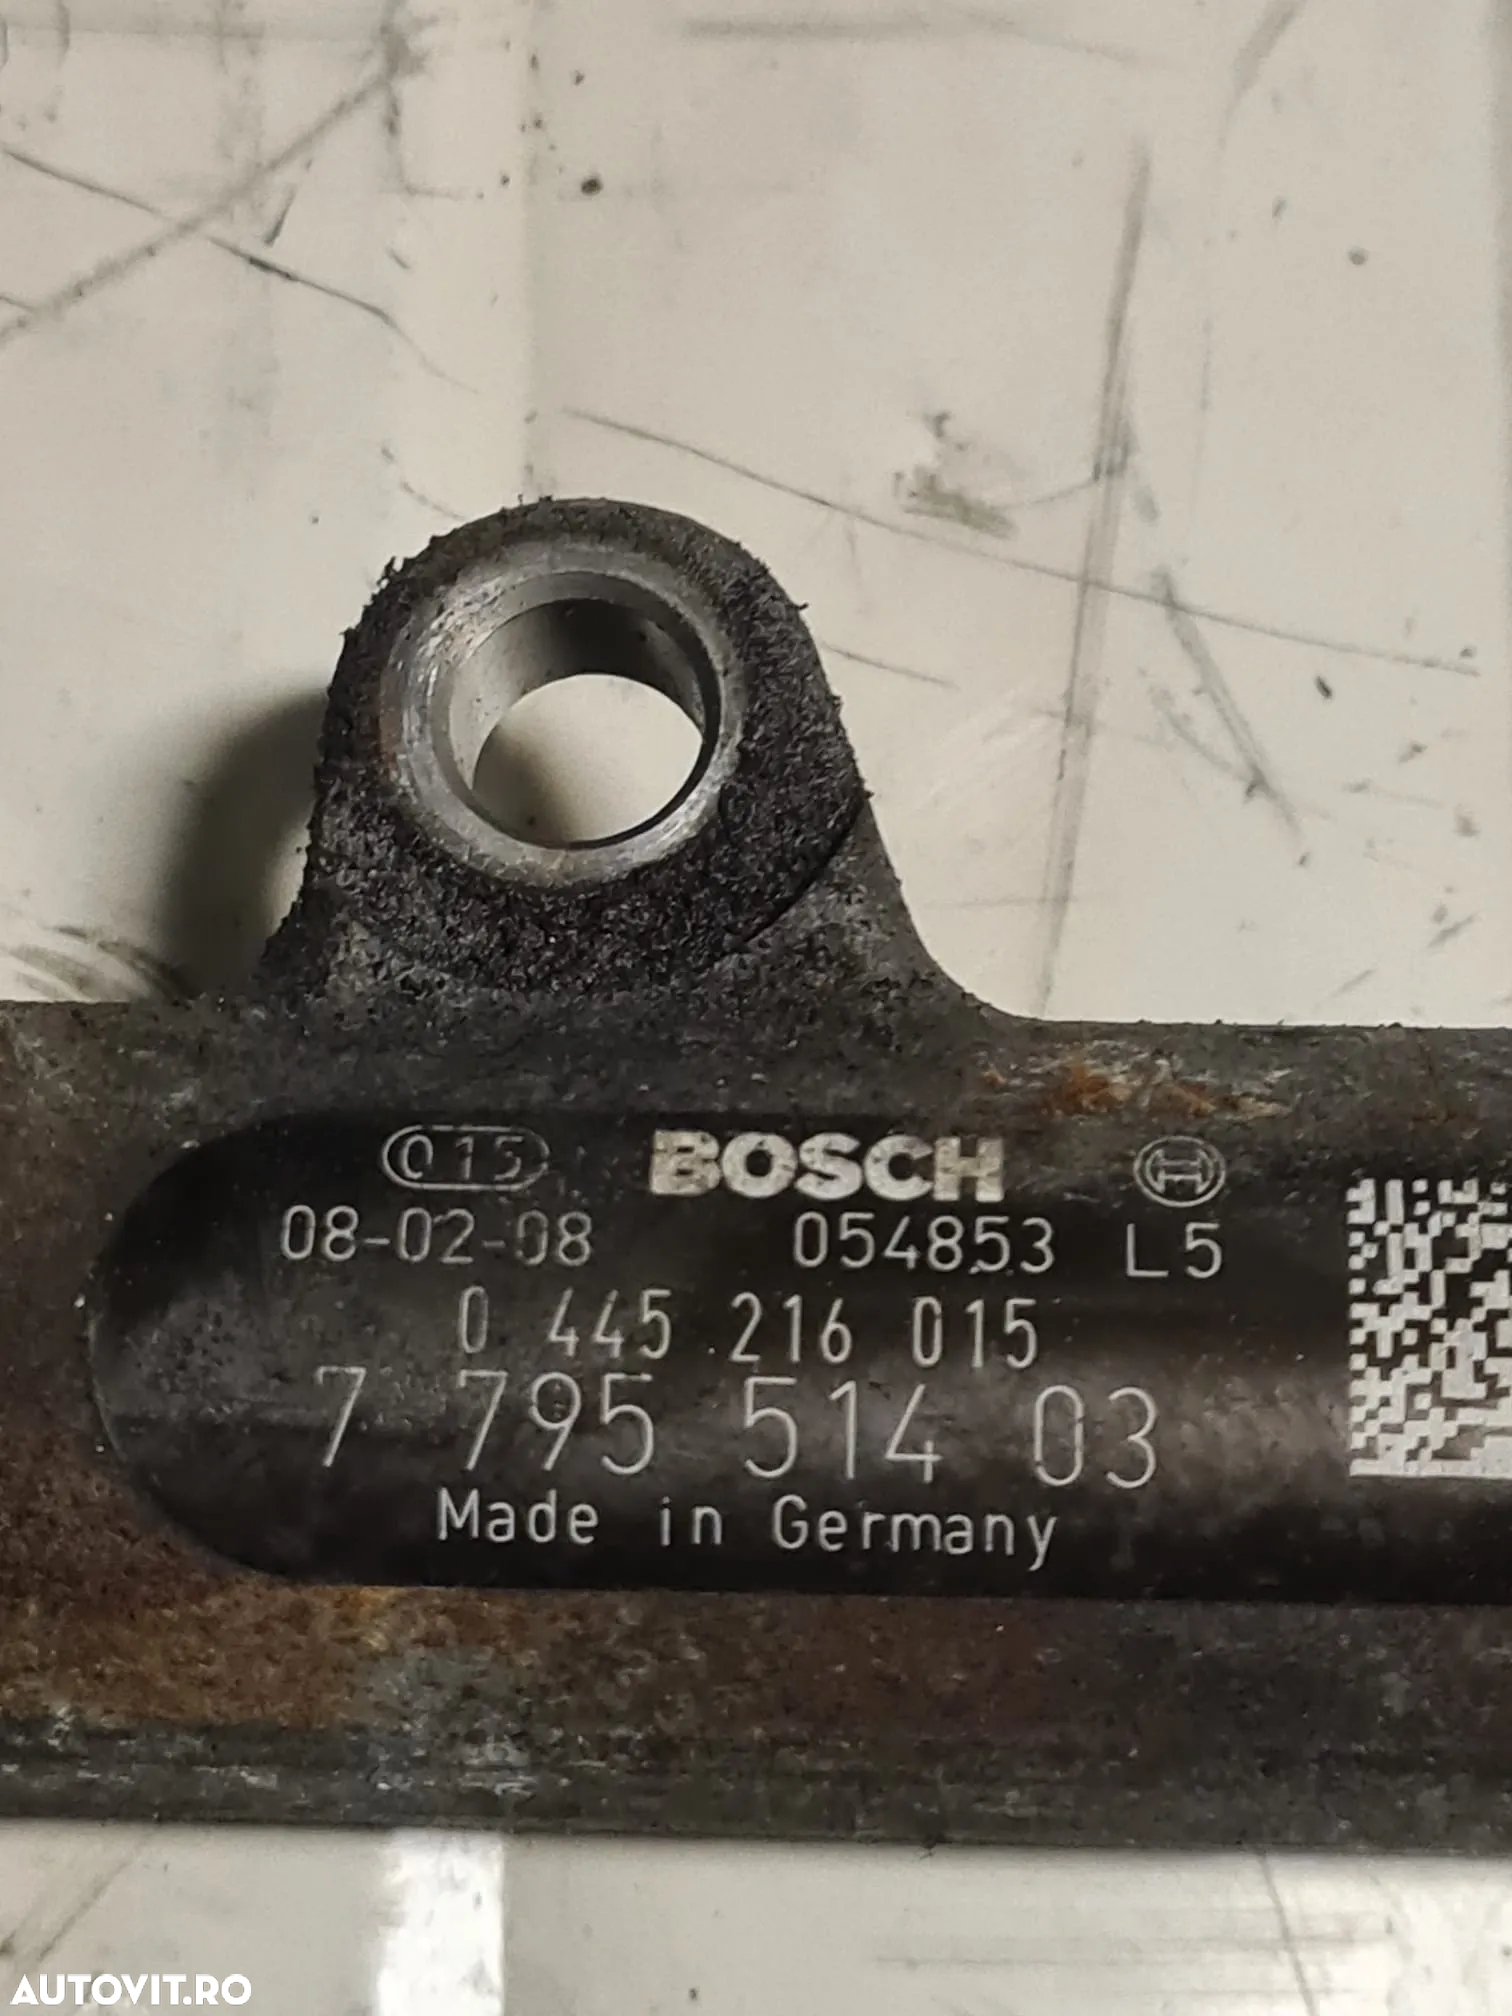 015 BOSCH
08-02-08 054853 L5
0 445 216 015
7 795 514 03
Made in Germany
AUTOVIT.RO